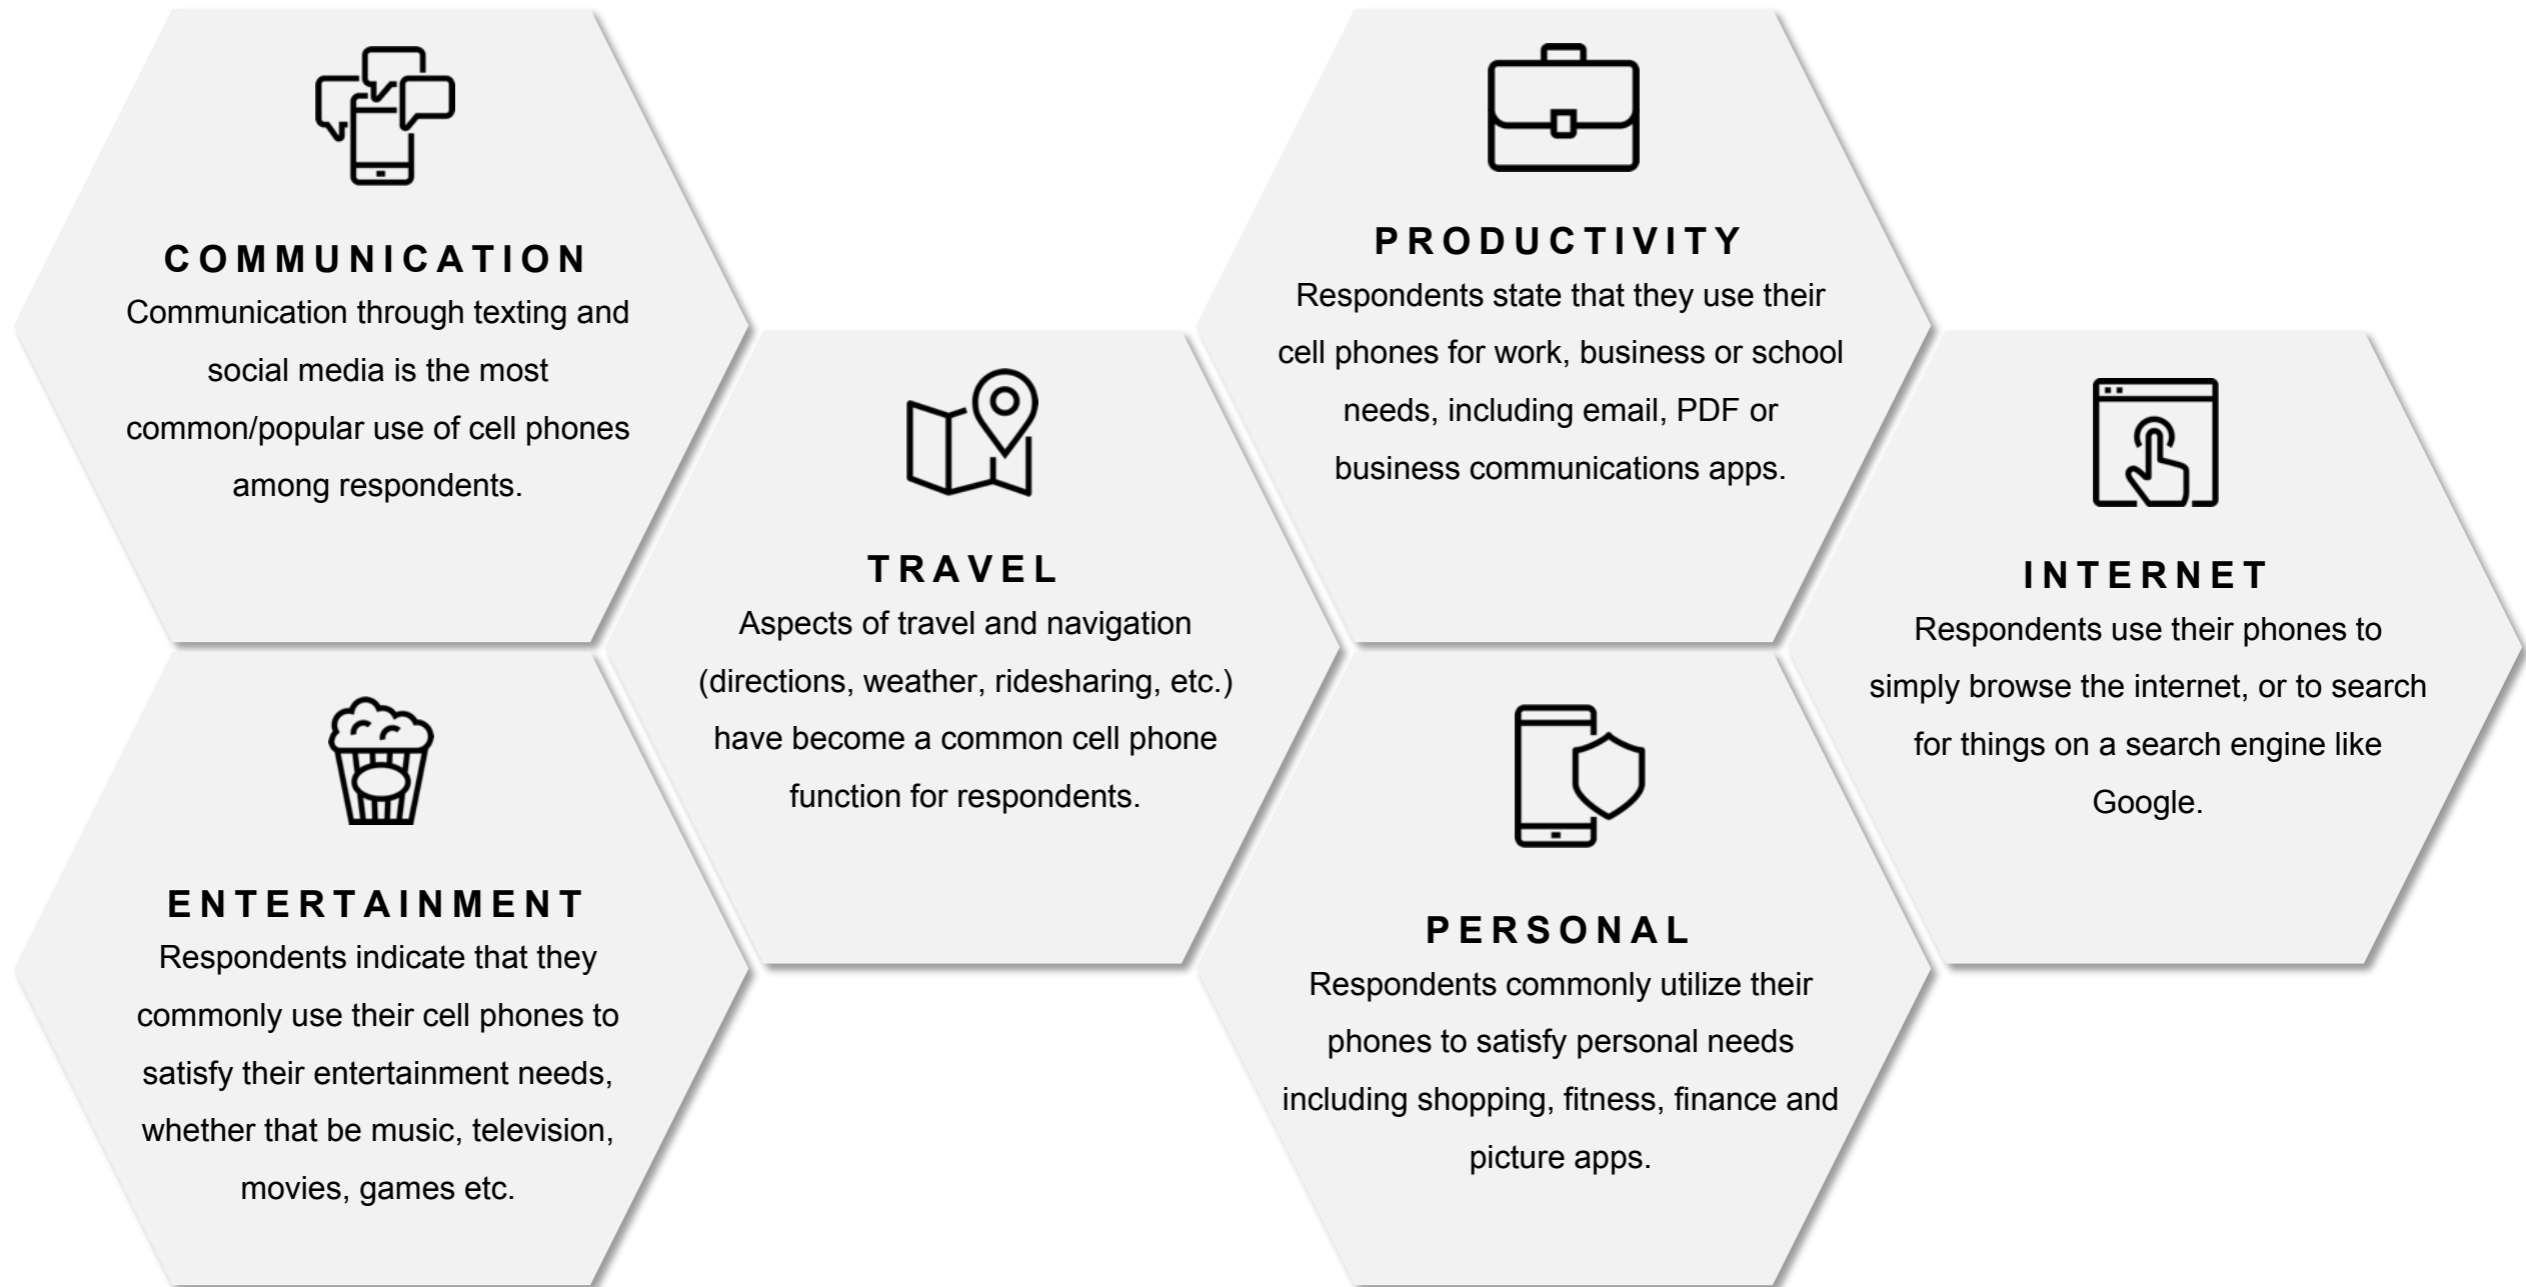 COMMUNICATION
Communication through texting and
social media is the most
common/popular use of cell phones
among respondents.
ENTERTAINMENT
Respondents indicate that they
commonly use their cell phones to
satisfy their entertainment needs,
whether that be music, television,
movies, games etc.
TRAVEL
Aspects of travel and navigation
(directions, weather, ridesharing, etc.)
have become a common cell phone
function for respondents.
PRODUCTIVITY
Respondents state that they use their
cell phones for work, business or school
needs, including email, PDF or
business communications apps.
PERSONAL
Respondents commonly utilize their
phones to satisfy personal needs
including shopping, fitness, finance and
picture apps.
INTERNET
Respondents use their phones to
simply browse the internet, or to search
for things on a search engine like
Google.